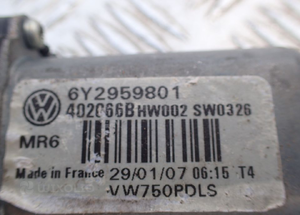 6Y2959801
402066B HW002 SW0326
MR6
Made in France 29/01/07 06:15 T4
VW750PDLS